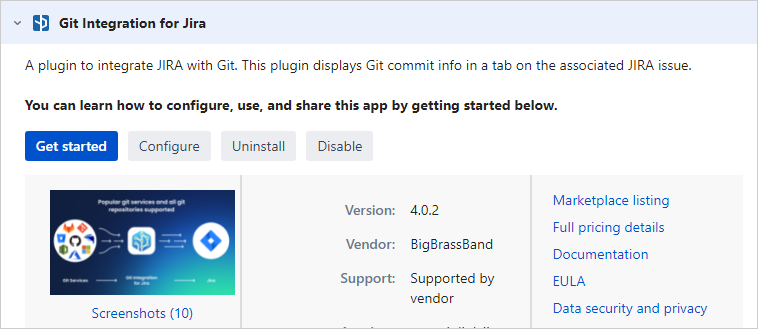 Git Integration for Jira
A plugin to integrate JIRA with Git. This plugin displays Git commit info in a tab on the associated JIRA issue.
You can learn how to configure, use, and share this app by getting started below.
Get started
Configure
Uninstall
Disable
Popular git services and all git
repositories supported
Git Services
Git Integration
for Jira
Jira
Screenshots (10)
Version: 4.0.2
Vendor: BigBrassBand
Support: Supported by
vendor
Marketplace listing
Full pricing details
Documentation
EULA
Data security and privacy